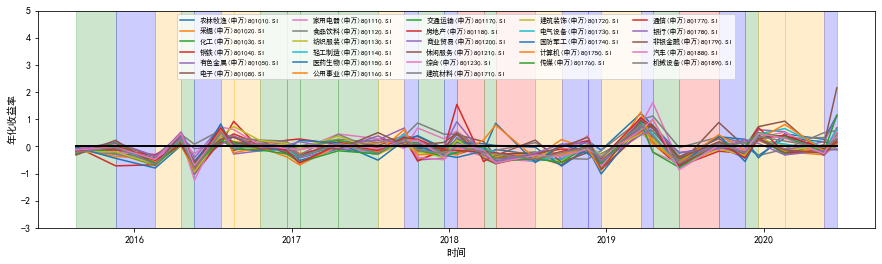 5
4
3
2
1
0
−1
−2
−3
年化收益率
农林牧渔(申万)801010.SI
采掘(申万)801020.SI
化工(申万)801030.SI
钢铁(申万)801040.SI
有色金属(申万)801050.SI
电子(申万)801080.SI
家用电器(申万)801110.SI
食品饮料(申万)801120.SI
纺织服装(申万)801130.SI
轻工制造(申万)801140.SI
医药生物(申万)801150.SI
公用事业(申万)801160.SI
交通运输(申万)801170.SI
房地产(申万)801180.SI
商业贸易(申万)801200.SI
休闲服务(申万)801210.SI
综合(申万)801230.SI
建筑材料(申万)801710.SI
建筑装饰(申万)801720.SI
电气设备(申万)801730.SI
国防军工(申万)801740.SI
计算机(申万)801750.SI
传媒(申万)801760.SI
通信(申万)801770.SI
银行(申万)801780.SI
非银金融(申万)801790.SI
汽车(申万)801880.SI
机械设备(申万)801890.SI
2016
2017
2018
2019
2020
时间